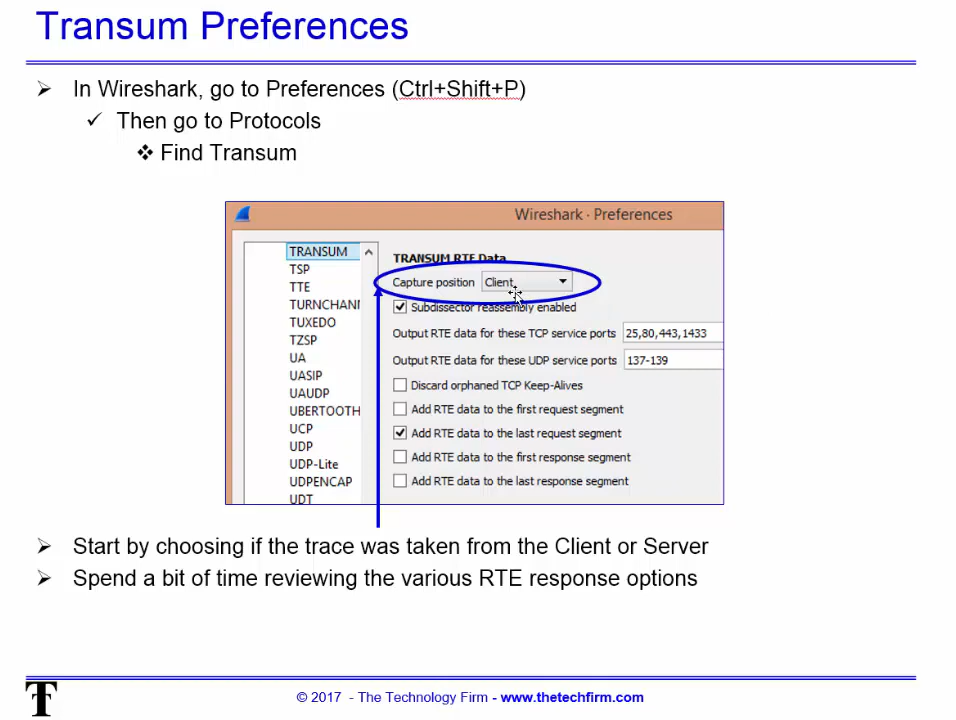 Transum Preferences
In Wireshark, go to Preferences (Ctrl+Shift+P)
Then go to Protocols
Find Transum
Wireshark · Preferences
TRANSUM
TSP
TTE
TURNCHANN
TUXEDO
TZSP
UA
UASIP
UAUDP
UBERTOOTH
UCP
UDP
UDP-Lite
UDPENCAP
UDT
TRANSUM RTE Data
Capture position Client
Subdissector reassembly enabled
Output RTE data for these TCP service ports 25,80,443,1433
Output RTE data for these UDP service ports 137-139
Discard orphaned TCP Keep-Alives
Add RTE data to the first request segment
Add RTE data to the last request segment
Add RTE data to the first response segment
Add RTE data to the last response segment
Start by choosing if the trace was taken from the Client or Server
Spend a bit of time reviewing the various RTE response options
T
© 2017 - The Technology Firm - www.thetechfirm.com